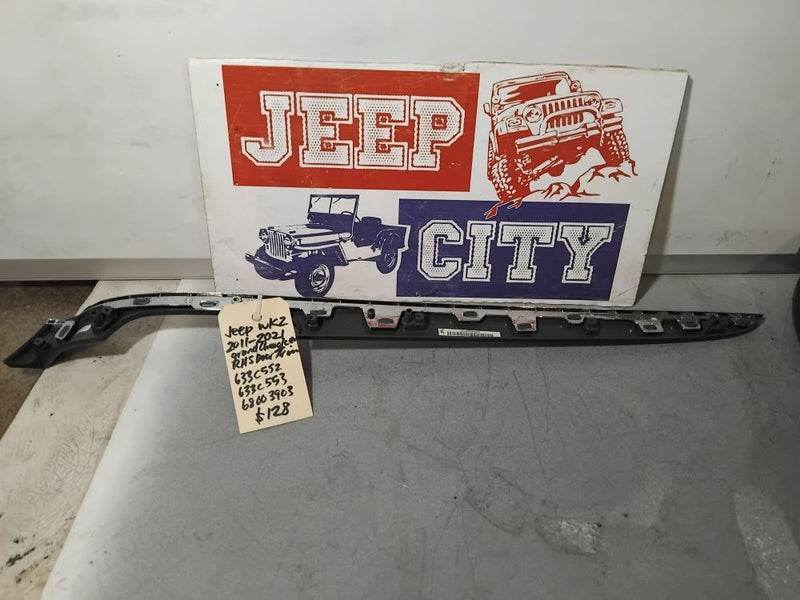 JEEP
CITY
Jeep WK2
2011-2021
grand Cherokee
RHS Door Trim
633C552
633C553
68003903
$128